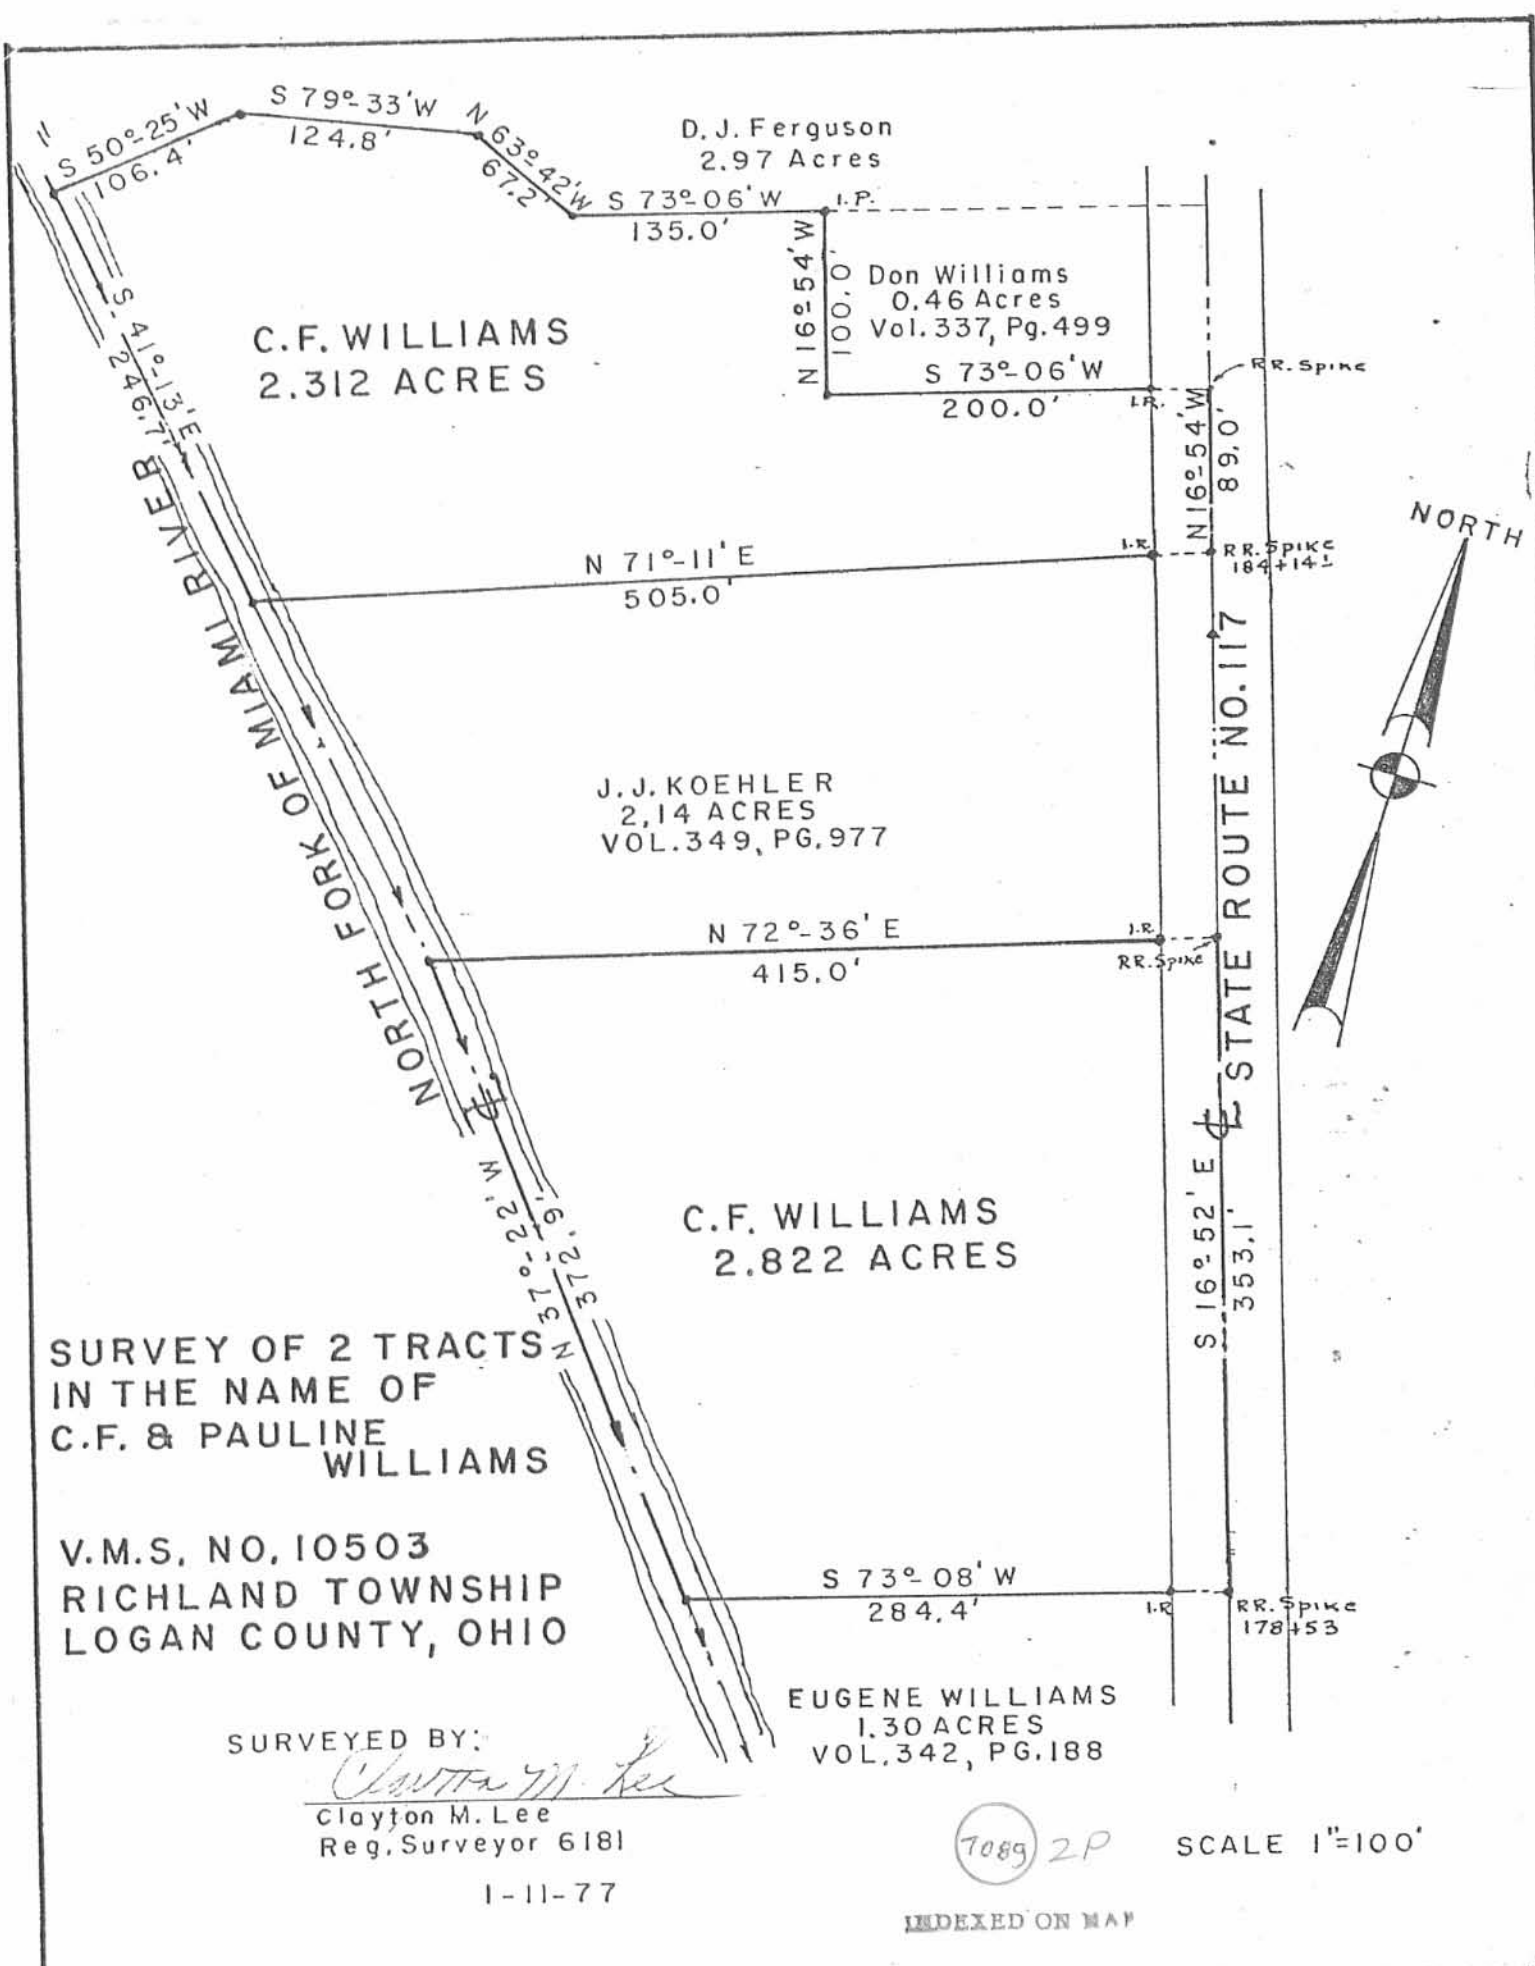 S 50°-25' W
106.4'
S 79°-33' W
124.8'
N 63°-42' W
67.2'
D. J. Ferguson
2.97 Acres
S 73°-06' W
135.0'
I.P.
N 16°-54' W
100.0'
Don Williams
0.46 Acres
Vol. 337, Pg. 499
S 73°-06' W
200.0'
I.R.
RR. Spike
N 16°-54' W
89.0'
C.F. WILLIAMS
2.312 ACRES
S 41°-13' E
246.7'
N 71°-11' E
505.0'
I.R.
RR. Spike
184+14±
NORTH
NORTH FORK OF MIAMI RIVER
J. J. KOEHLER
2.14 ACRES
VOL. 349, PG. 977
STATE ROUTE NO. 117
N 72°-36' E
415.0'
I.R.
RR. Spike
N 37°-22' W
372.9'
S 16°-52' E
353.1'
C.F. WILLIAMS
2.822 ACRES
SURVEY OF 2 TRACTS
IN THE NAME OF
C.F. & PAULINE
WILLIAMS
V.M.S. NO. 10503
RICHLAND TOWNSHIP
LOGAN COUNTY, OHIO
S 73°-08' W
284.4'
I.R.
RR. Spike
178+53
EUGENE WILLIAMS
1.30 ACRES
VOL. 342, PG. 188
SURVEYED BY:
Clayton M. Lee
Clayton M. Lee
Reg. Surveyor 6181
1-11-77
7089 2P
SCALE 1"=100'
INDEXED ON MAP